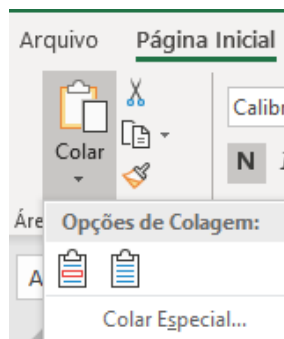 Arquivo Página Inicial
Calib
Colar
N
Áre
Opções de Colagem:
A
Colar Especial...